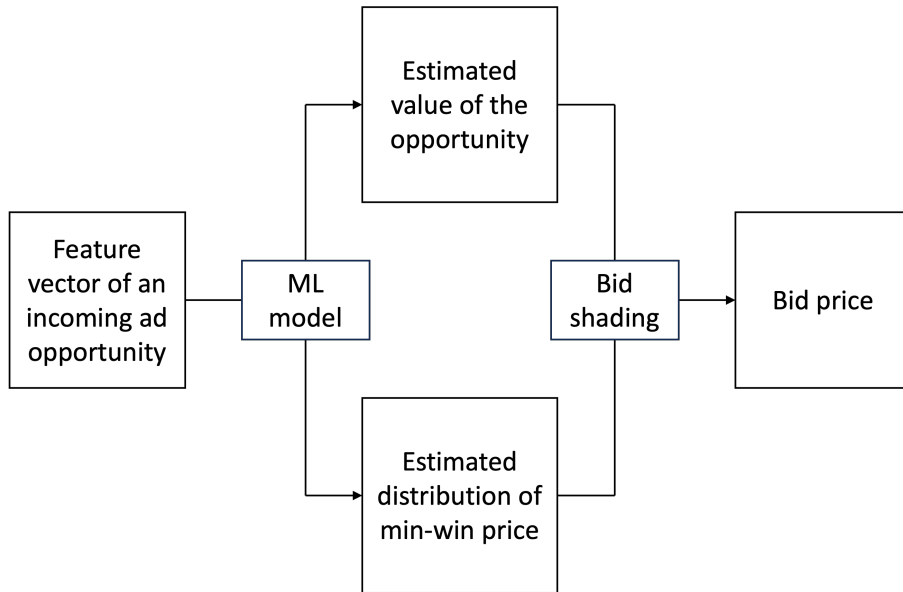 Estimated
value of the
opportunity
Feature
vector of an
incoming ad
opportunity
ML
model
Bid
shading
Bid price
Estimated
distribution of
min-win price